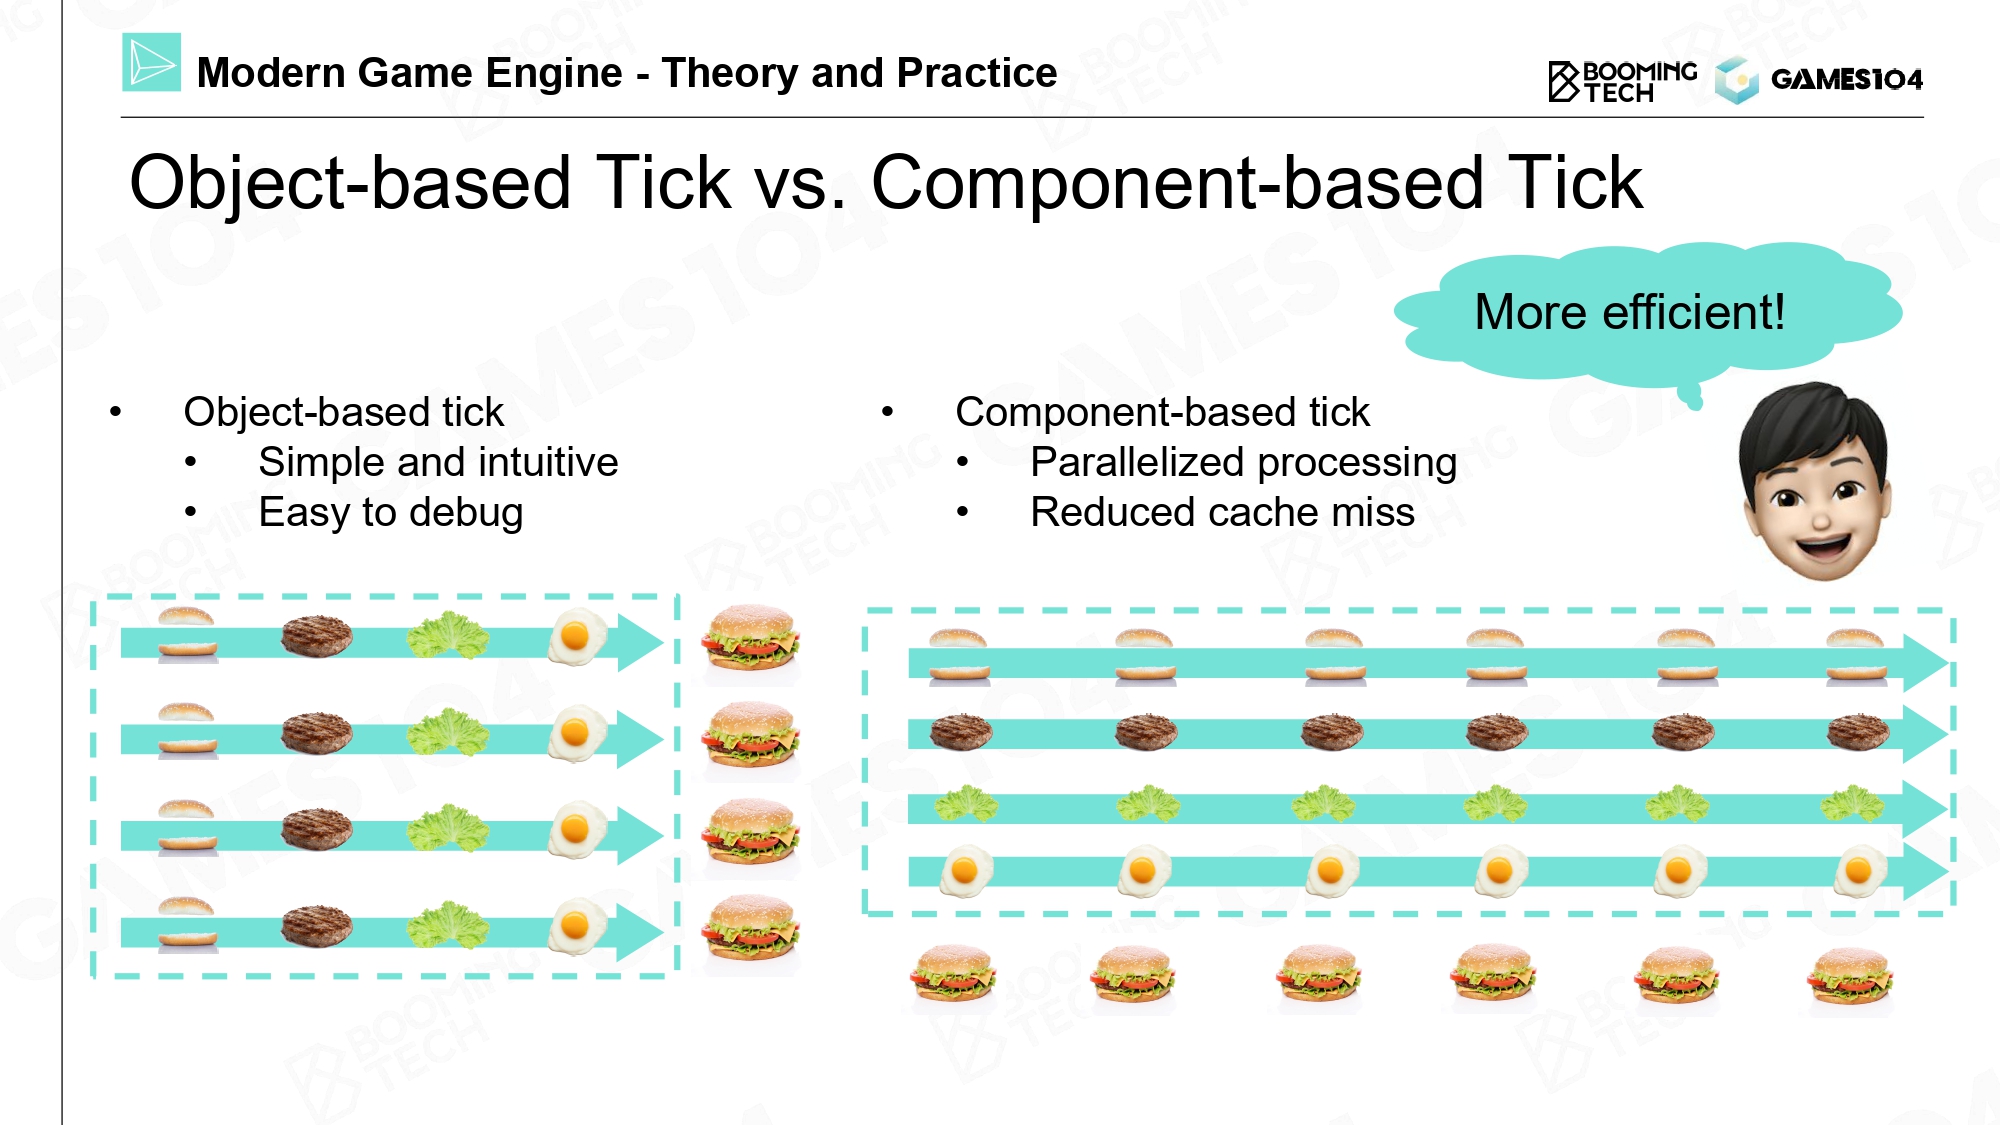 Modern Game Engine - Theory and Practice
BOOMING
TECH
GAMES104
Object-based Tick vs. Component-based Tick
More efficient!
• Object-based tick
• Simple and intuitive
• Easy to debug
• Component-based tick
• Parallelized processing
• Reduced cache miss